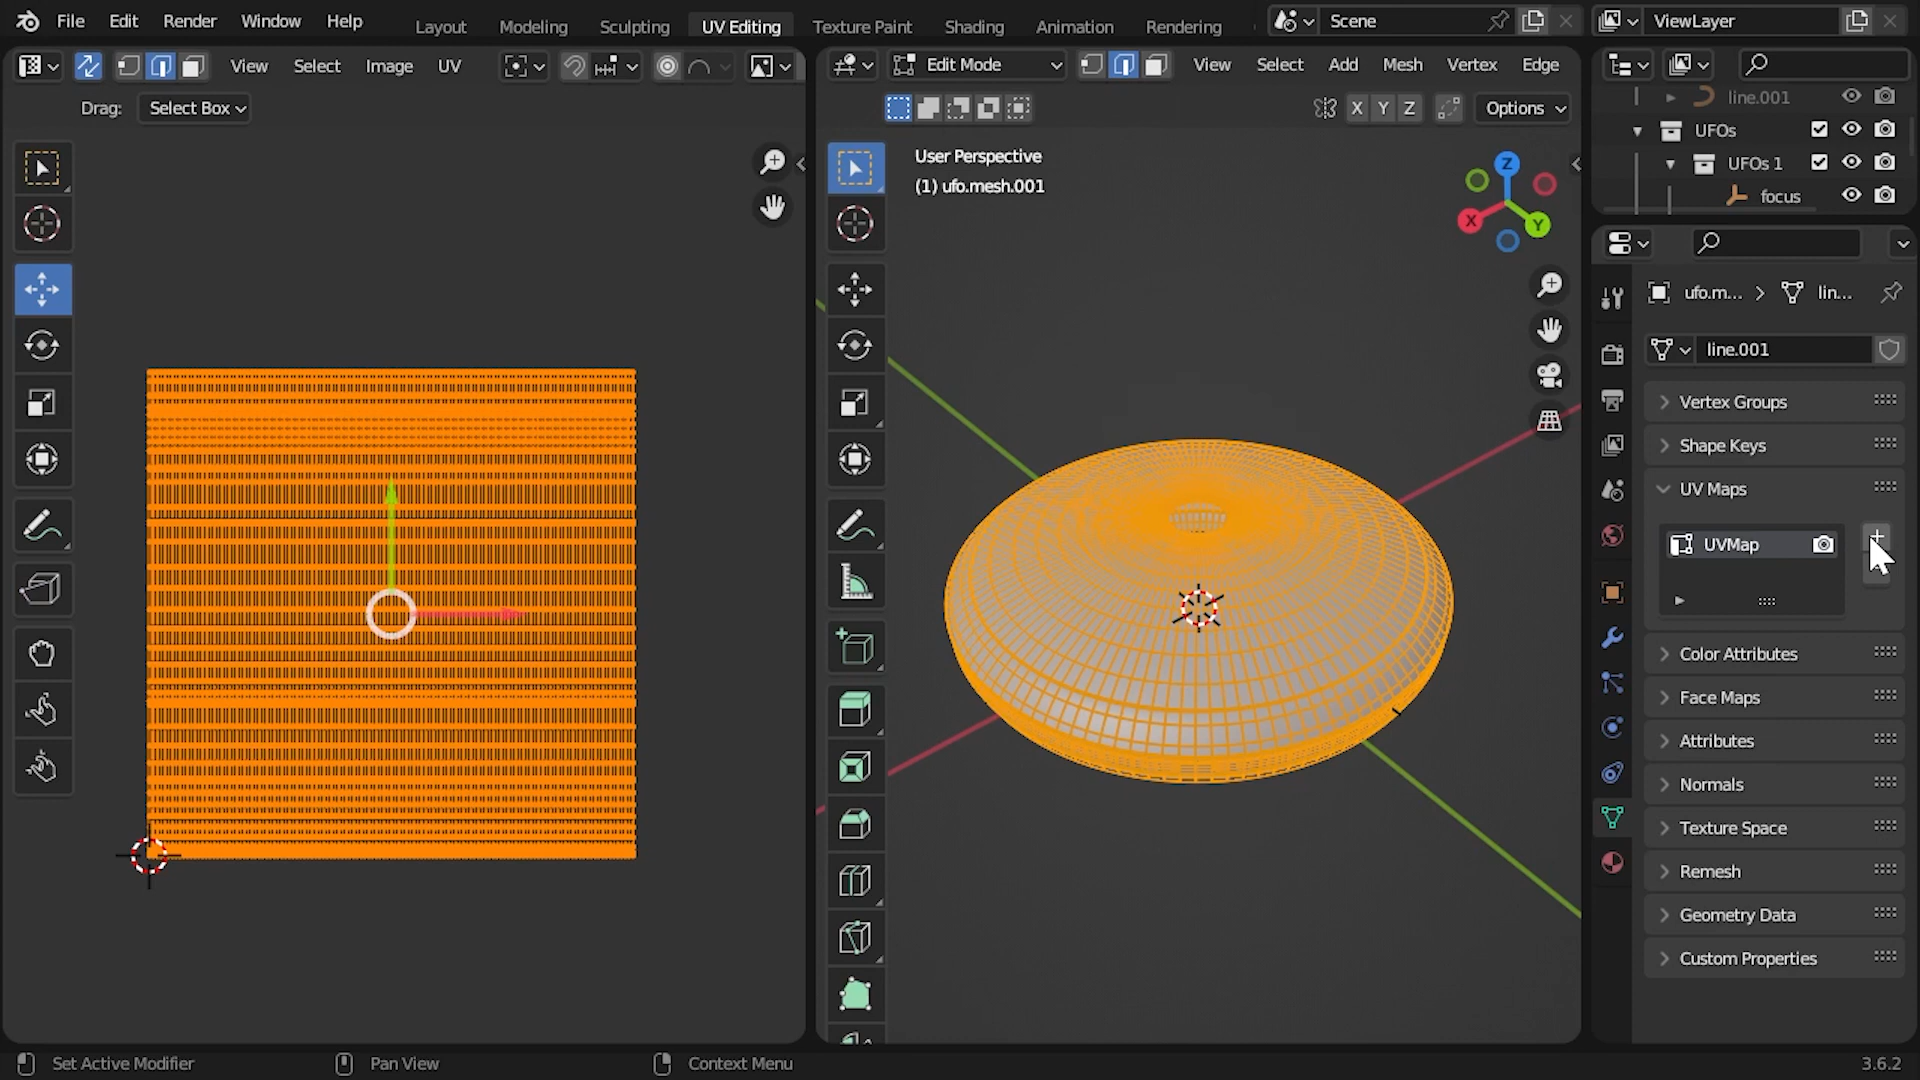 File Edit Render Window Help
Layout Modeling Sculpting UV Editing Texture Paint Shading Animation Rendering
Scene
ViewLayer
View Select Image UV
Drag: Select Box
Edit Mode
View Select Add Mesh Vertex Edge
X Y Z
Options
User Perspective
(1) ufo.mesh.001
Z
X
Y
line.001
UFOs
UFOs 1
focus
ufo.m... lin...
line.001
Vertex Groups
Shape Keys
UV Maps
UVMap
Color Attributes
Face Maps
Attributes
Normals
Texture Space
Remesh
Geometry Data
Custom Properties
Set Active Modifier
Pan View
Context Menu
3.6.2